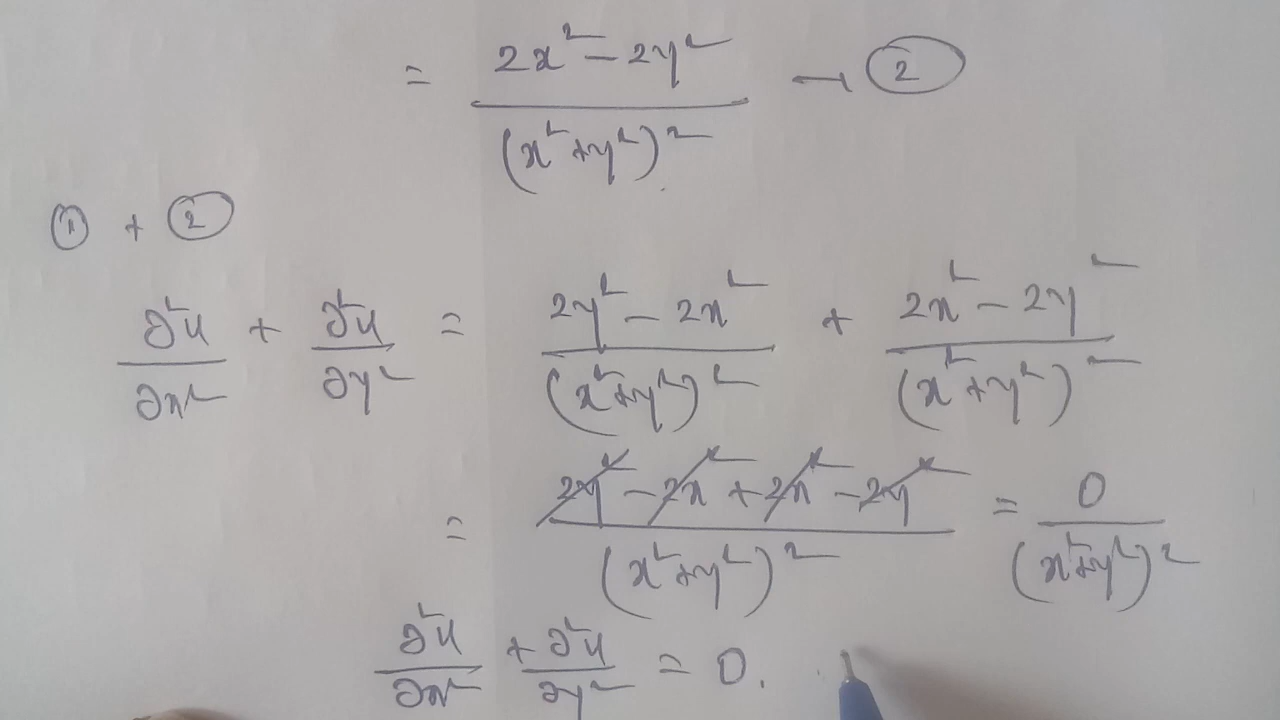 = (2x² - 2y²) / (x² + y²)² → ②
① + ②
∂²u/∂x² + ∂²u/∂y² = (2y² - 2x²) / (x² + y²)² + (2x² - 2y²) / (x² + y²)²
= (2y² - 2x² + 2x² - 2y²) / (x² + y²)² = 0 / (x² + y²)²
∂²u/∂x² + ∂²u/∂y² = 0.